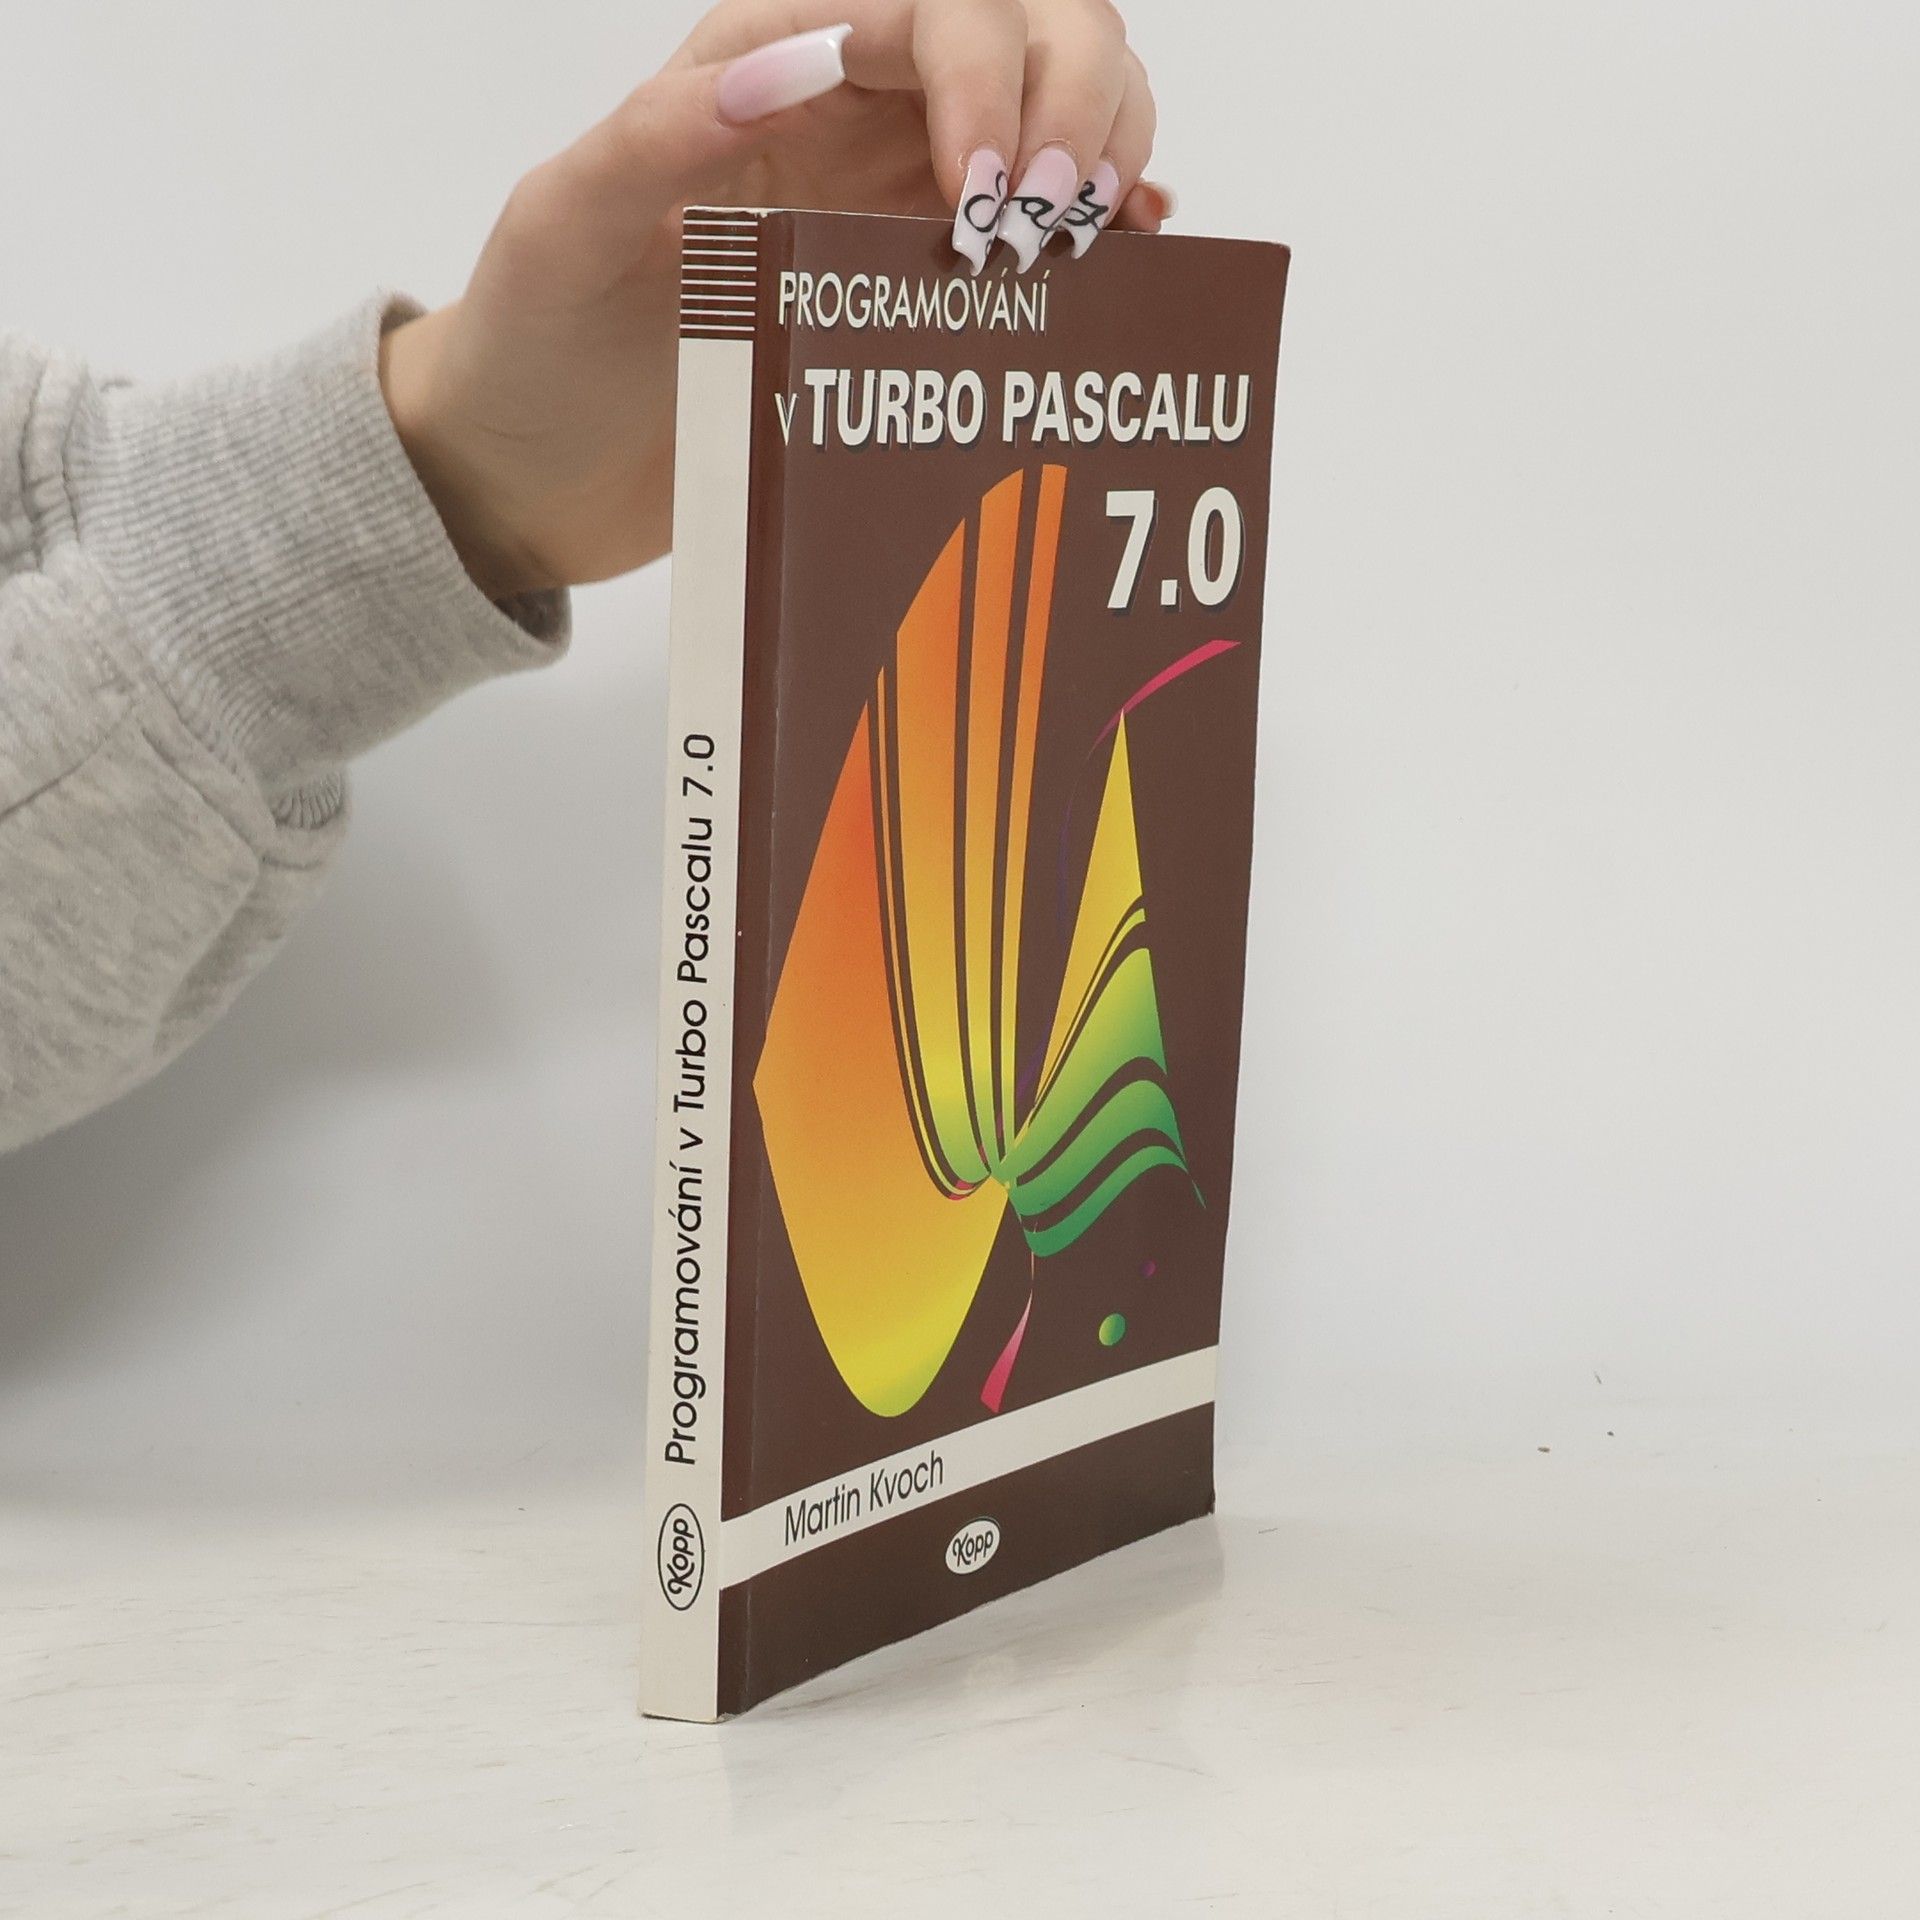 PROGRAMOVÁNÍ
v TURBO PASCALU
7.0
Martin Kvoch
Kopp
Programování v Turbo Pascalu 7.0
Kopp